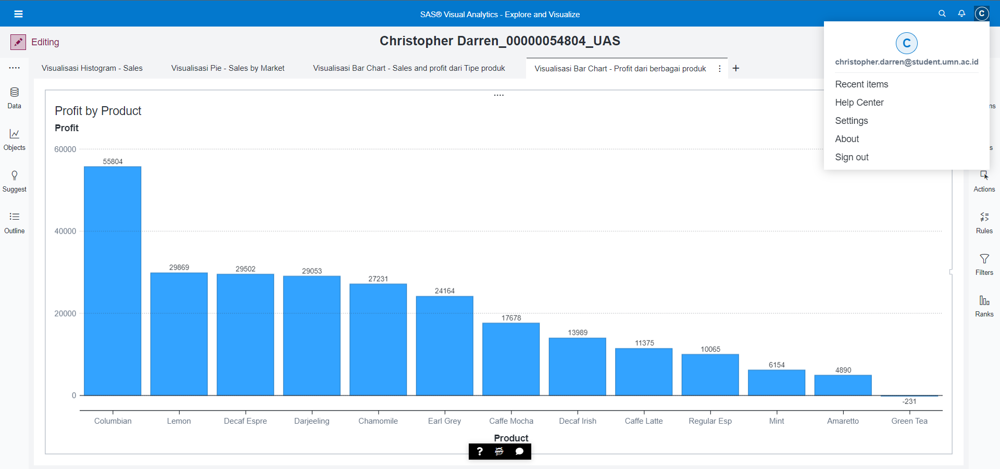 SAS® Visual Analytics - Explore and Visualize
C
Editing
Christopher Darren_00000054804_UAS
C
christopher.darren@student.umn.ac.id
Recent items
Help Center
Settings
About
Sign out
Visualisasi Histogram - Sales
Visualisasi Pie - Sales by Market
Visualisasi Bar Chart - Sales and profit dari Tipe produk
Visualisasi Bar Chart - Profit dari berbagai produk
+
Data
Objects
Suggest
Outline
ns
s
Actions
Rules
Filters
Ranks
Profit by Product
Profit
60000
40000
20000
0
55804
29869
29502
29053
27231
24164
17678
13989
11375
10065
6154
4890
-231
Columbian
Lemon
Decaf Espre
Darjeeling
Chamomile
Earl Grey
Caffe Mocha
Decaf Irish
Caffe Latte
Regular Esp
Mint
Amaretto
Green Tea
Product
?